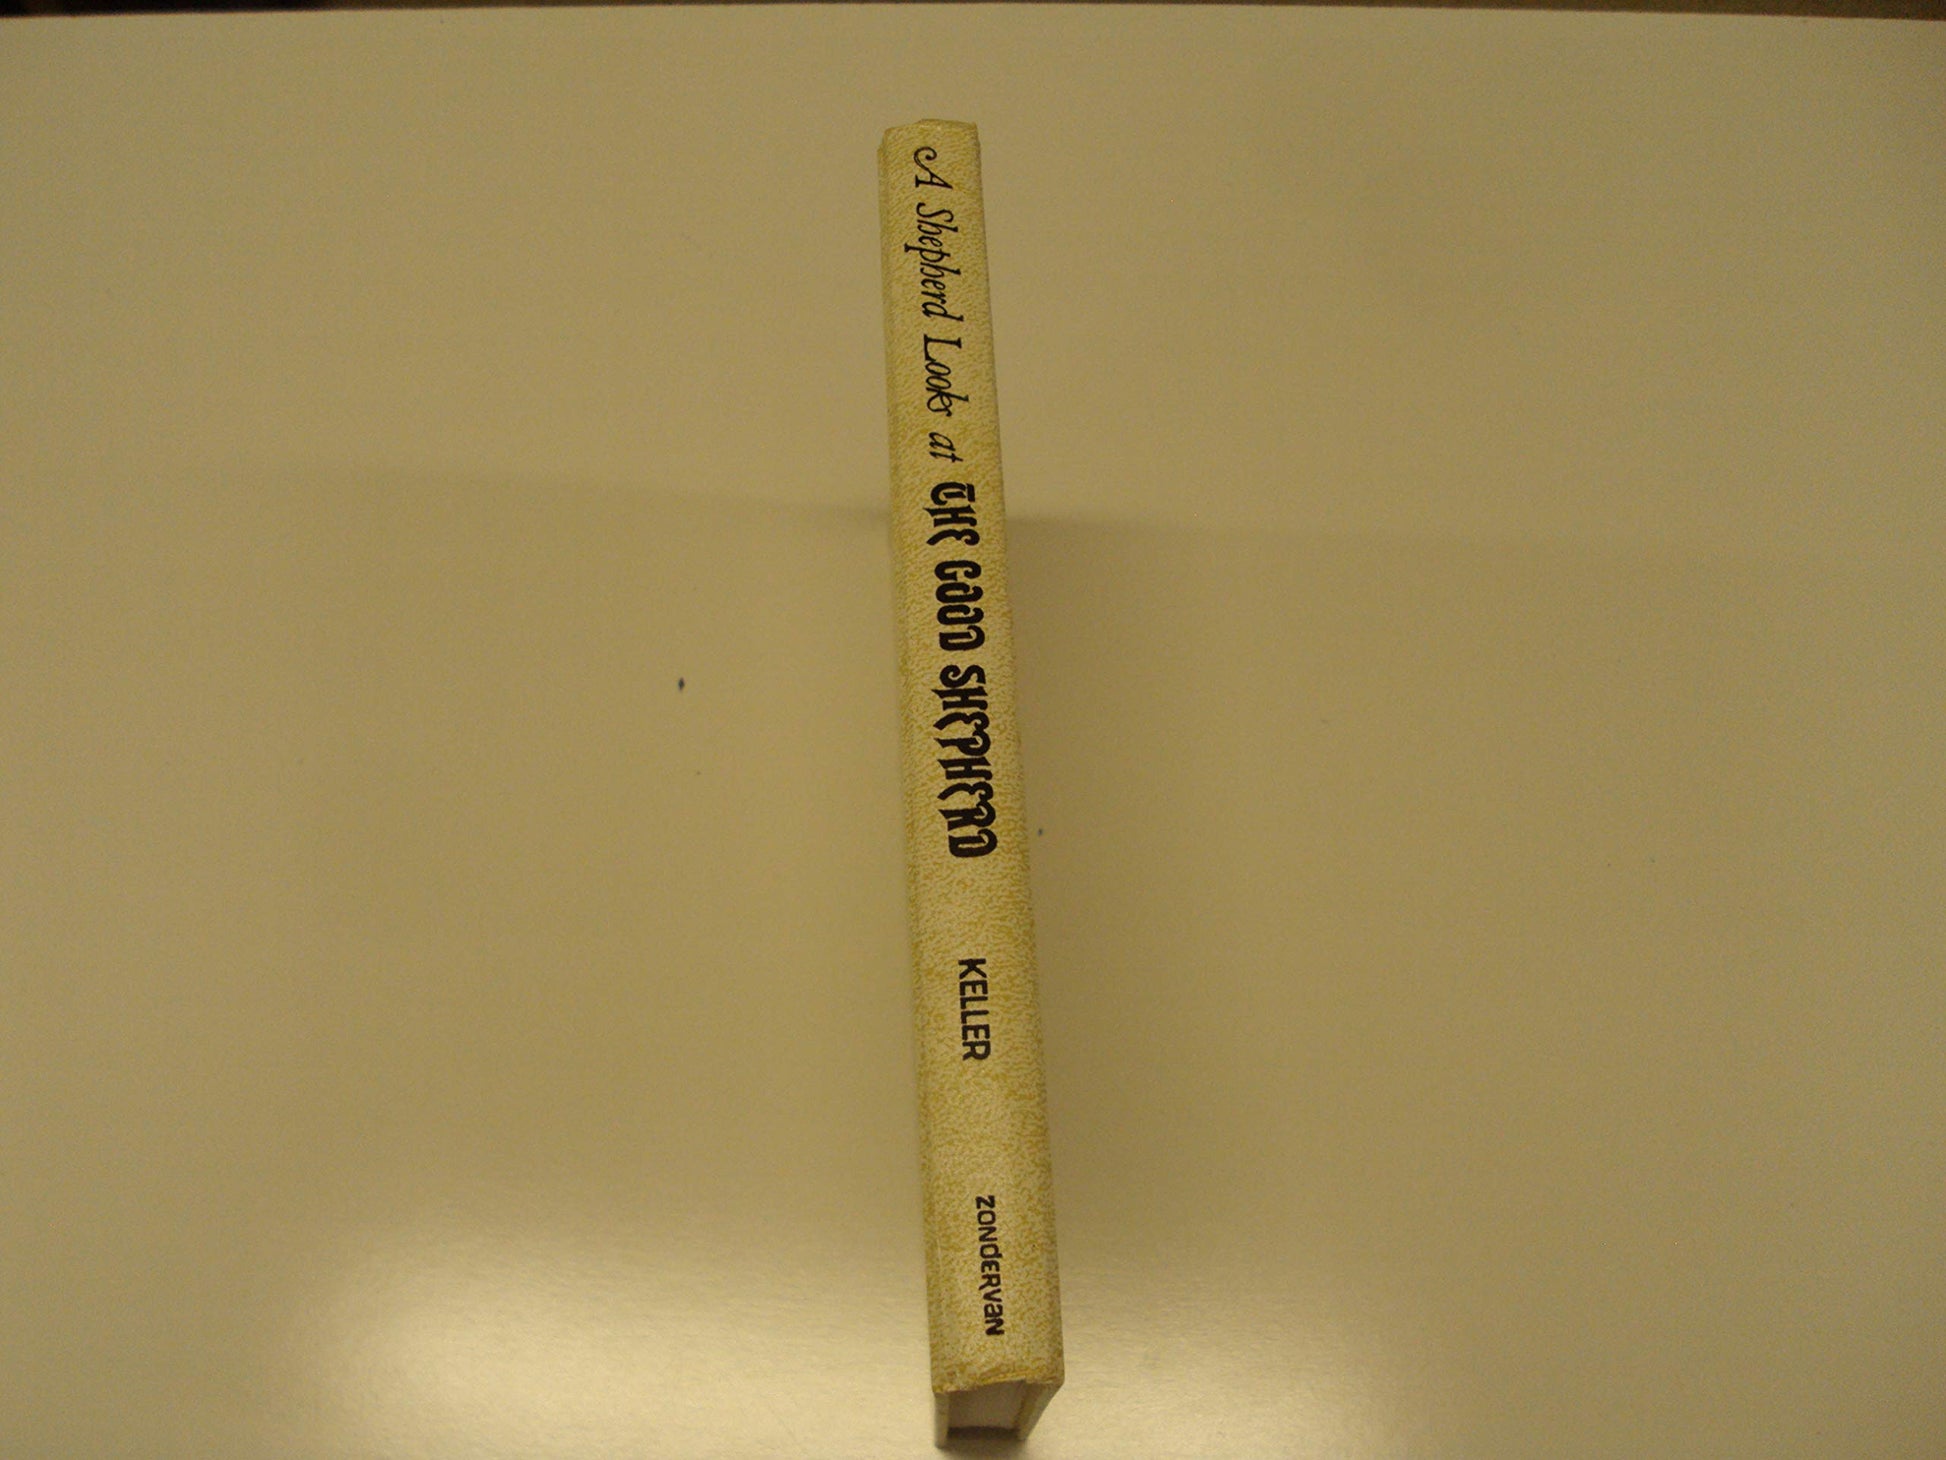 A Shepherd Looks at THE GOOD SHEPHERD KELLER ZONDERVAN